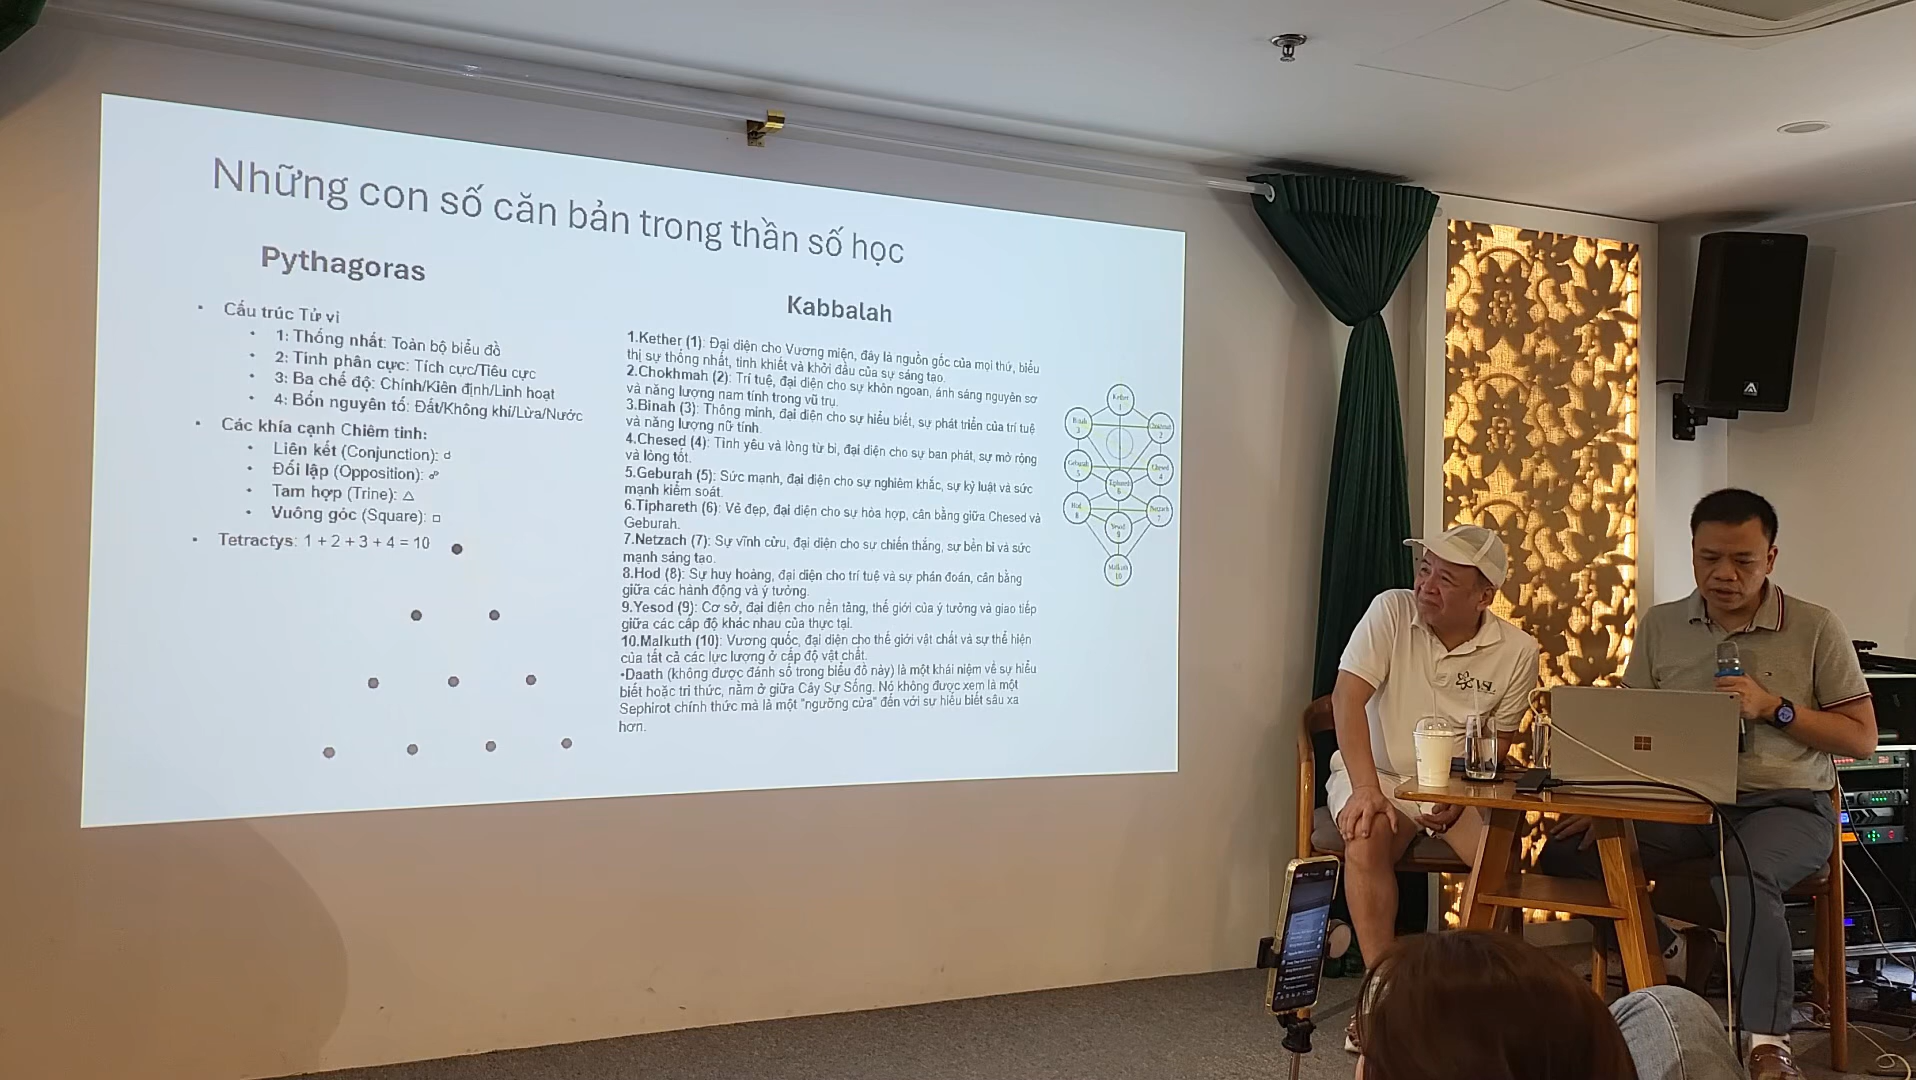 Những con số căn bản trong thần số học
Pythagoras
• Cấu trúc Tử vi
• 1: Thống nhất: Toàn bộ biểu đồ
• 2: Tính phân cực: Tích cực/Tiêu cực
• 3: Ba chế độ: Chính/Kiên định/Linh hoạt
• 4: Bốn nguyên tố: Đất/Không khí/Lửa/Nước
• Các khía cạnh Chiêm tinh:
• Liên kết (Conjunction): ☌
• Đối lập (Opposition): ☍
• Tam hợp (Trine): △
• Vuông góc (Square): □
• Tetractys: 1 + 2 + 3 + 4 = 10
Kabbalah
1.Kether (1): Đại diện cho Vương miện, đây là nguồn gốc của mọi thứ, biểu
thị sự thống nhất, tinh khiết và khởi đầu của sự sáng tạo.
2.Chokhmah (2): Trí tuệ, đại diện cho sự khôn ngoan, ánh sáng nguyên sơ
và năng lượng nam tính trong vũ trụ.
3.Binah (3): Thông minh, đại diện cho sự hiểu biết, sự phát triển của trí tuệ
và năng lượng nữ tính.
4.Chesed (4): Tình yêu và lòng từ bi, đại diện cho sự ban phát, sự mở rộng
và lòng tốt.
5.Geburah (5): Sức mạnh, đại diện cho sự nghiêm khắc, sự kỷ luật và sức
mạnh kiểm soát.
6.Tiphareth (6): Vẻ đẹp, đại diện cho sự hòa hợp, cân bằng giữa Chesed và
Geburah.
7.Netzach (7): Sự vĩnh cửu, đại diện cho sự chiến thắng, sự bền bỉ và sức
mạnh sáng tạo.
8.Hod (8): Sự huy hoàng, đại diện cho trí tuệ và sự phán đoán, cân bằng
giữa các hành động và ý tưởng.
9.Yesod (9): Cơ sở, đại diện cho nền tảng, thế giới của ý tưởng và giao tiếp
giữa các cấp độ khác nhau của thực tại.
10.Malkuth (10): Vương quốc, đại diện cho thế giới vật chất và sự thể hiện
của tất cả các lực lượng ở cấp độ vật chất.
•Daath (không được đánh số trong biểu đồ này) là một khái niệm về sự hiểu
biết hoặc tri thức, nằm ở giữa Cây Sự Sống. Nó không được xem là một
Sephirot chính thức mà là một "ngưỡng cửa" đến với sự hiểu biết sâu xa
hơn.
Kether
1
Binah
3
2
Geburah
5
Chesed
4
6
Hod
8
Netzach
7
Yesod
9
Malkuth
10